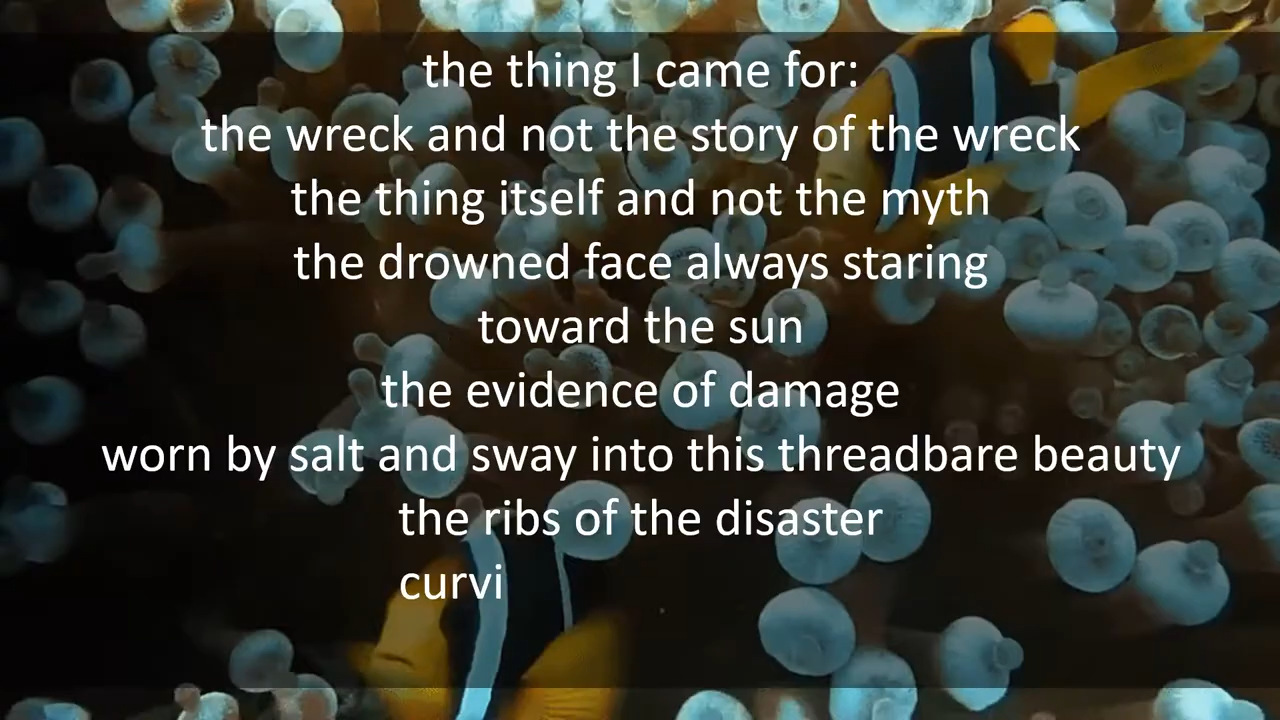 the thing I came for:
the wreck and not the story of the wreck
the thing itself and not the myth
the drowned face always staring
toward the sun
the evidence of damage
worn by salt and sway into this threadbare beauty
the ribs of the disaster
curvi